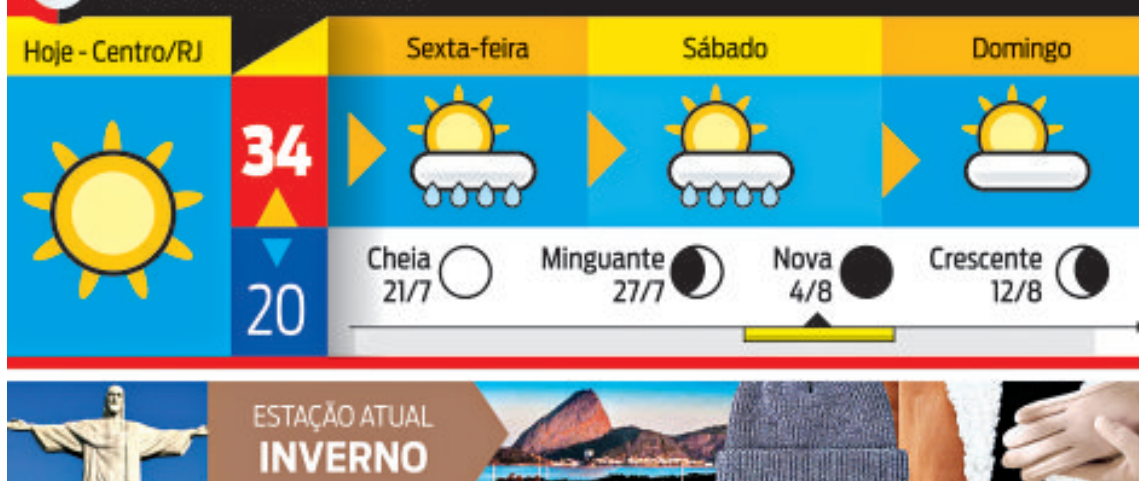 Hoje - Centro/RJ
Sexta-feira
Sábado
Domingo
34
20
Cheia
21/7
Minguante
27/7
Nova
4/8
Crescente
12/8
ESTAÇÃO ATUAL
INVERNO